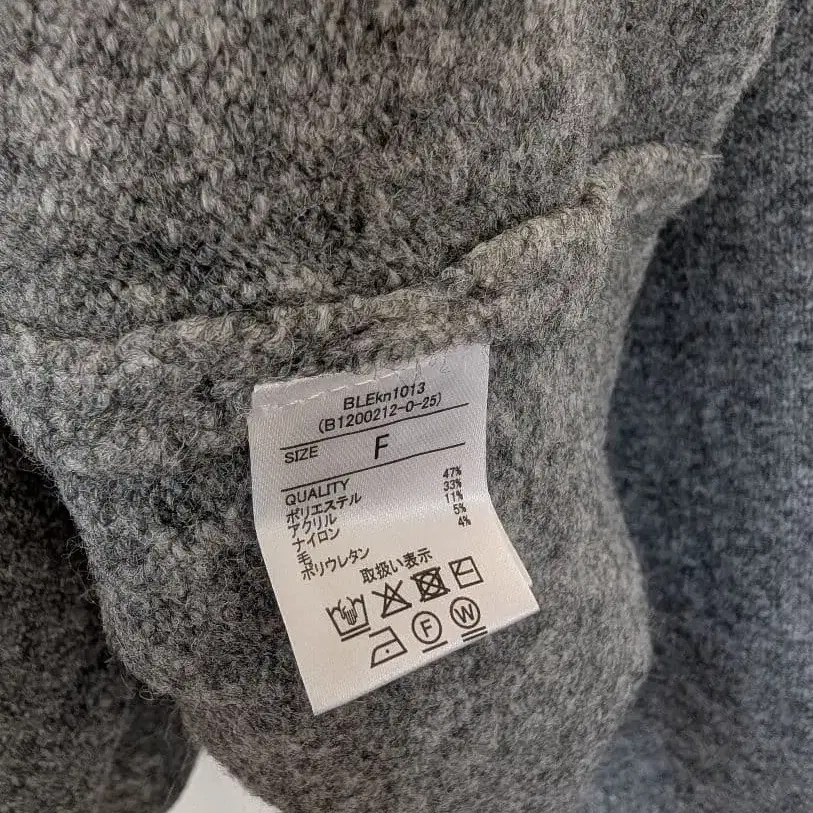 BLEkn1013
(B1200212-0-25)
SIZE F
QUALITY
ポリエステル 47%
アクリル 33%
ナイロン 11%
毛 5%
ポリウレタン 4%
取扱い表示
F W